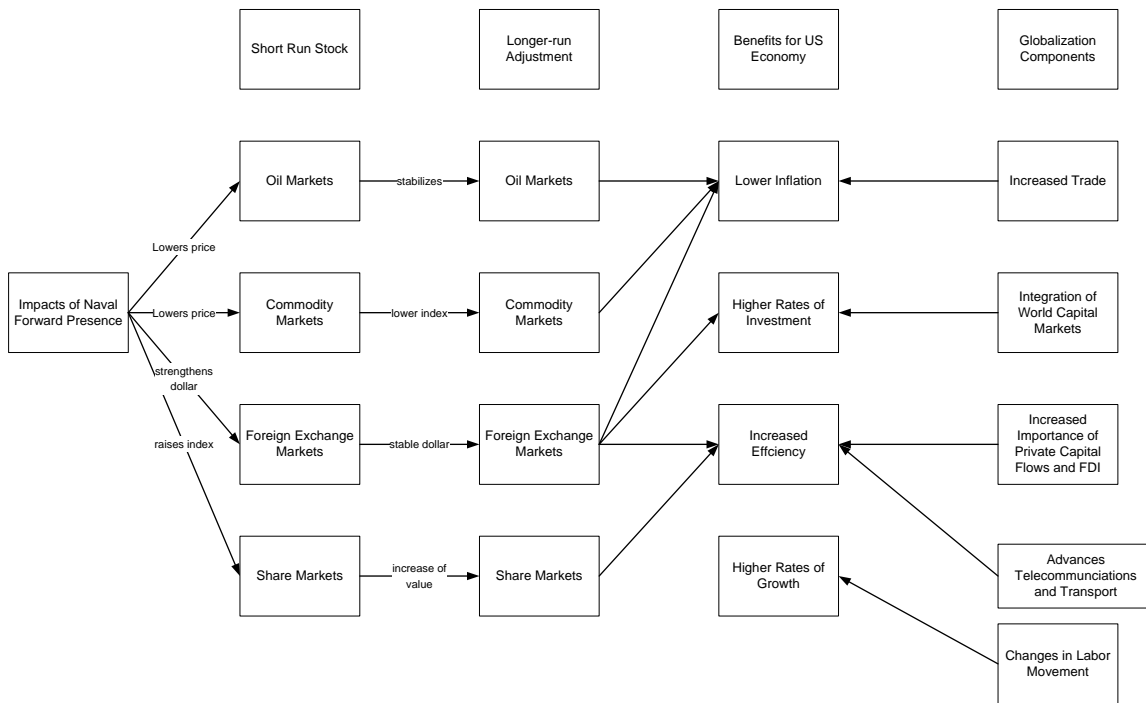 Short Run Stock
Longer-run
Adjustment
Benefits for US
Economy
Globalization
Components
Oil Markets
stabilizes
Oil Markets
Lower Inflation
Increased Trade
Lowers price
Impacts of Naval
Forward Presence
Lowers price
Commodity
Markets
lower index
Commodity
Markets
Higher Rates of
Investment
Integration of
World Capital
Markets
strengthens
dollar
raises index
Foreign Exchange
Markets
stable dollar
Foreign Exchange
Markets
Increased
Effciency
Increased
Importance of
Private Capital
Flows and FDI
Share Markets
increase of
value
Share Markets
Higher Rates of
Growth
Advances
Telecommunciations
and Transport
Changes in Labor
Movement